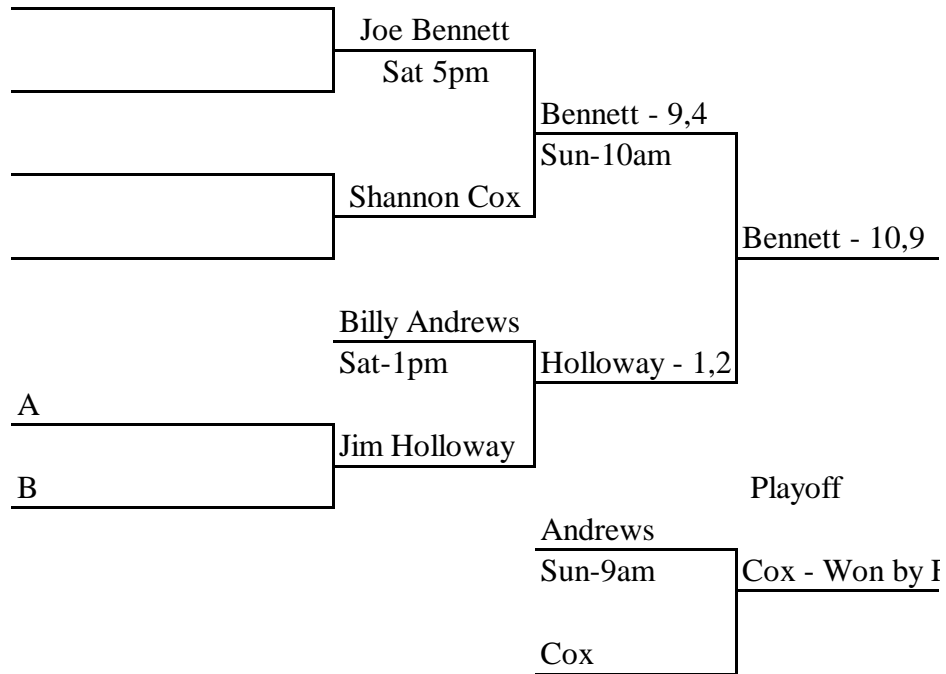 Joe Bennett
Sat 5pm
Bennett - 9,4
Sun-10am
Shannon Cox
Bennett - 10,9
Billy Andrews
Sat-1pm
Holloway - 1,2
A
Jim Holloway
B
Playoff
Andrews
Sun-9am
Cox - Won by
Cox